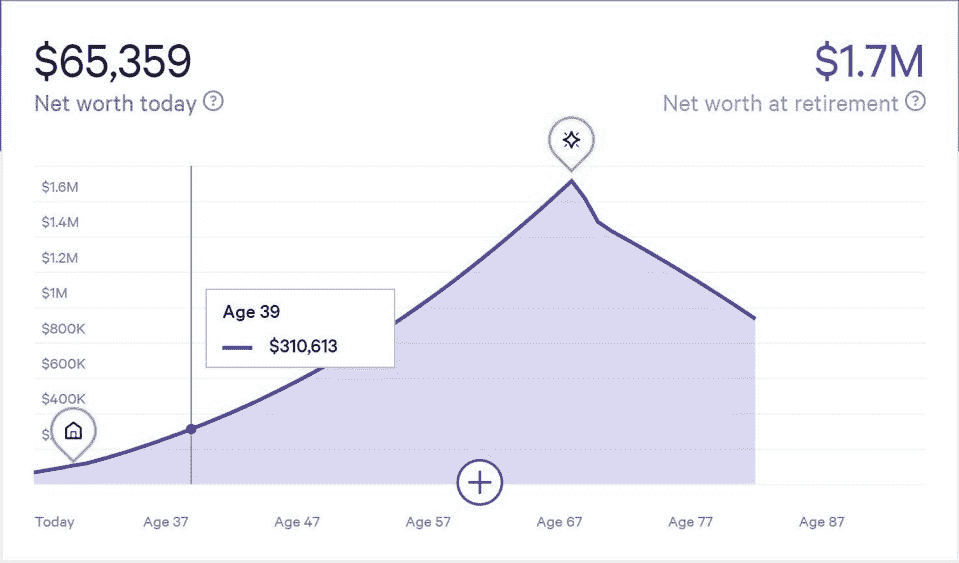 $65,359
Net worth today ?
$1.7M
Net worth at retirement ?
$1.6M
$1.4M
$1.2M
$1M
$800K
$600K
$400K
Age 39
$310,613
Today
Age 37
Age 47
Age 57
Age 67
Age 77
Age 87